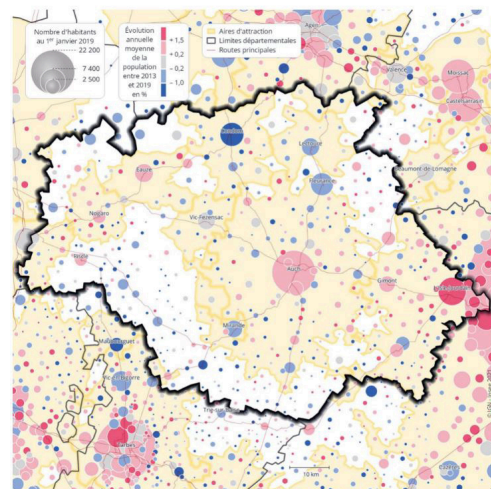 Nombre d'habitants
au 1er janvier 2019
22 200
7 400
2 500
Évolution
annuelle
moyenne
de la
population
entre 2013
et 2019
en %
+ 1,5
+ 0,2
- 0,2
- 1,0
Aires d'attraction
Limites départementales
Routes principales
Agen
Valence
Moissac
Castelsarrasin
Condom
Lectoure
Fleurance
Beaumont-de-Lomagne
Eauze
Nogaro
Vic-Fezensac
Riscle
Auch
Gimont
L'Isle-Jourdain
Mirande
Maubourguet
Vic-en-Bigorre
Trie-sur-
Tarbes
10 km